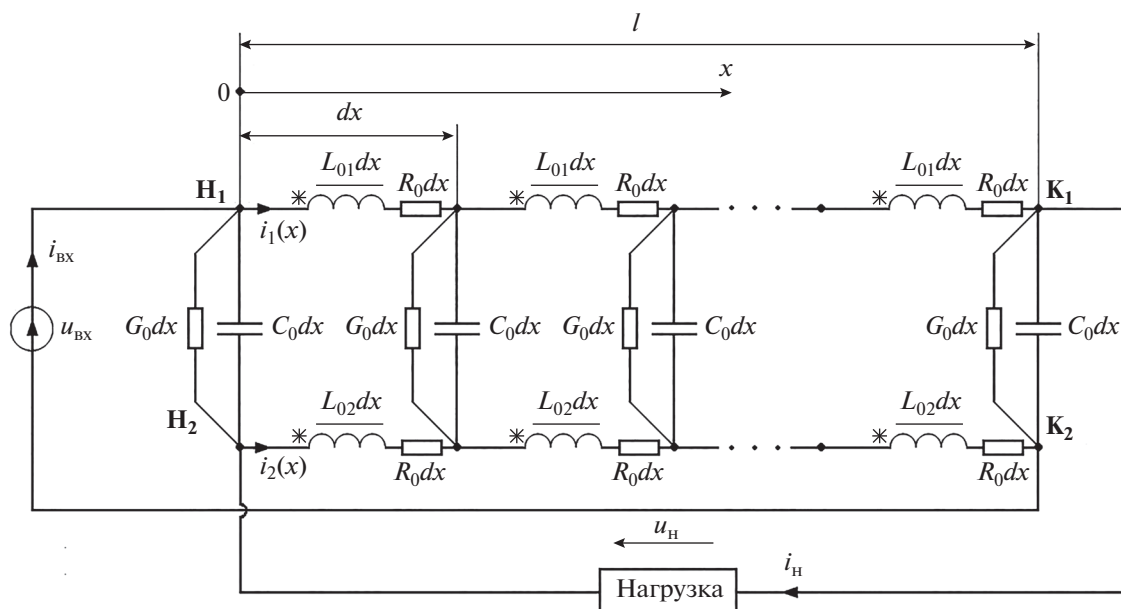 l
0
x
dx
L₀₁dx L₀₁dx L₀₁dx
R₀dx R₀dx R₀dx
H₁ * * * K₁
i₁(x)
iвх
uвх
G₀dx C₀dx G₀dx C₀dx G₀dx C₀dx G₀dx C₀dx
L₀₂dx L₀₂dx L₀₂dx
H₂ * * * K₂
i₂(x) R₀dx R₀dx R₀dx
uн
iн
Нагрузка